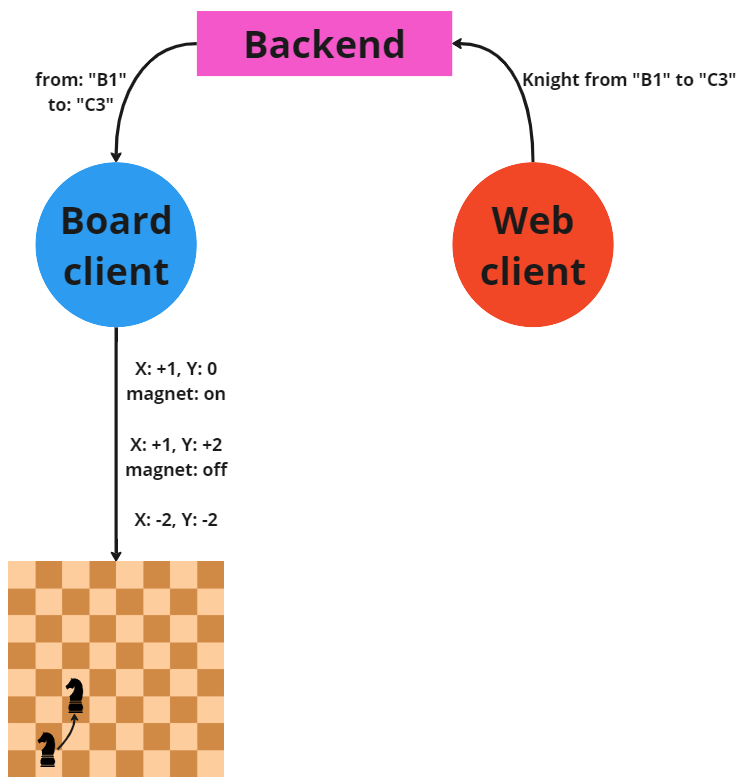 Backend
from: "B1"
to: "C3"
Knight from "B1" to "C3"
Board
client
Web
client
X: +1, Y: 0
magnet: on
X: +1, Y: +2
magnet: off
X: -2, Y: -2